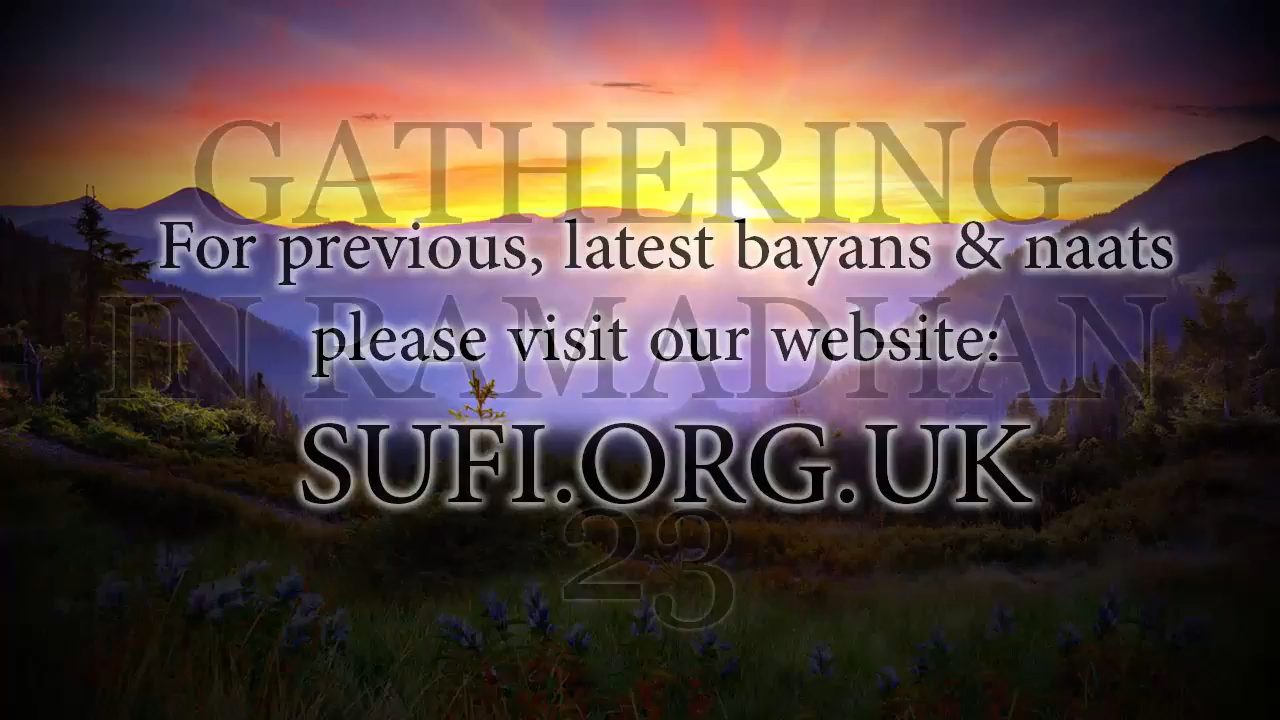 GATHERING
For previous, latest bayans & naats
IN RAMADHAN
please visit our website:
SUFI.ORG.UK
23